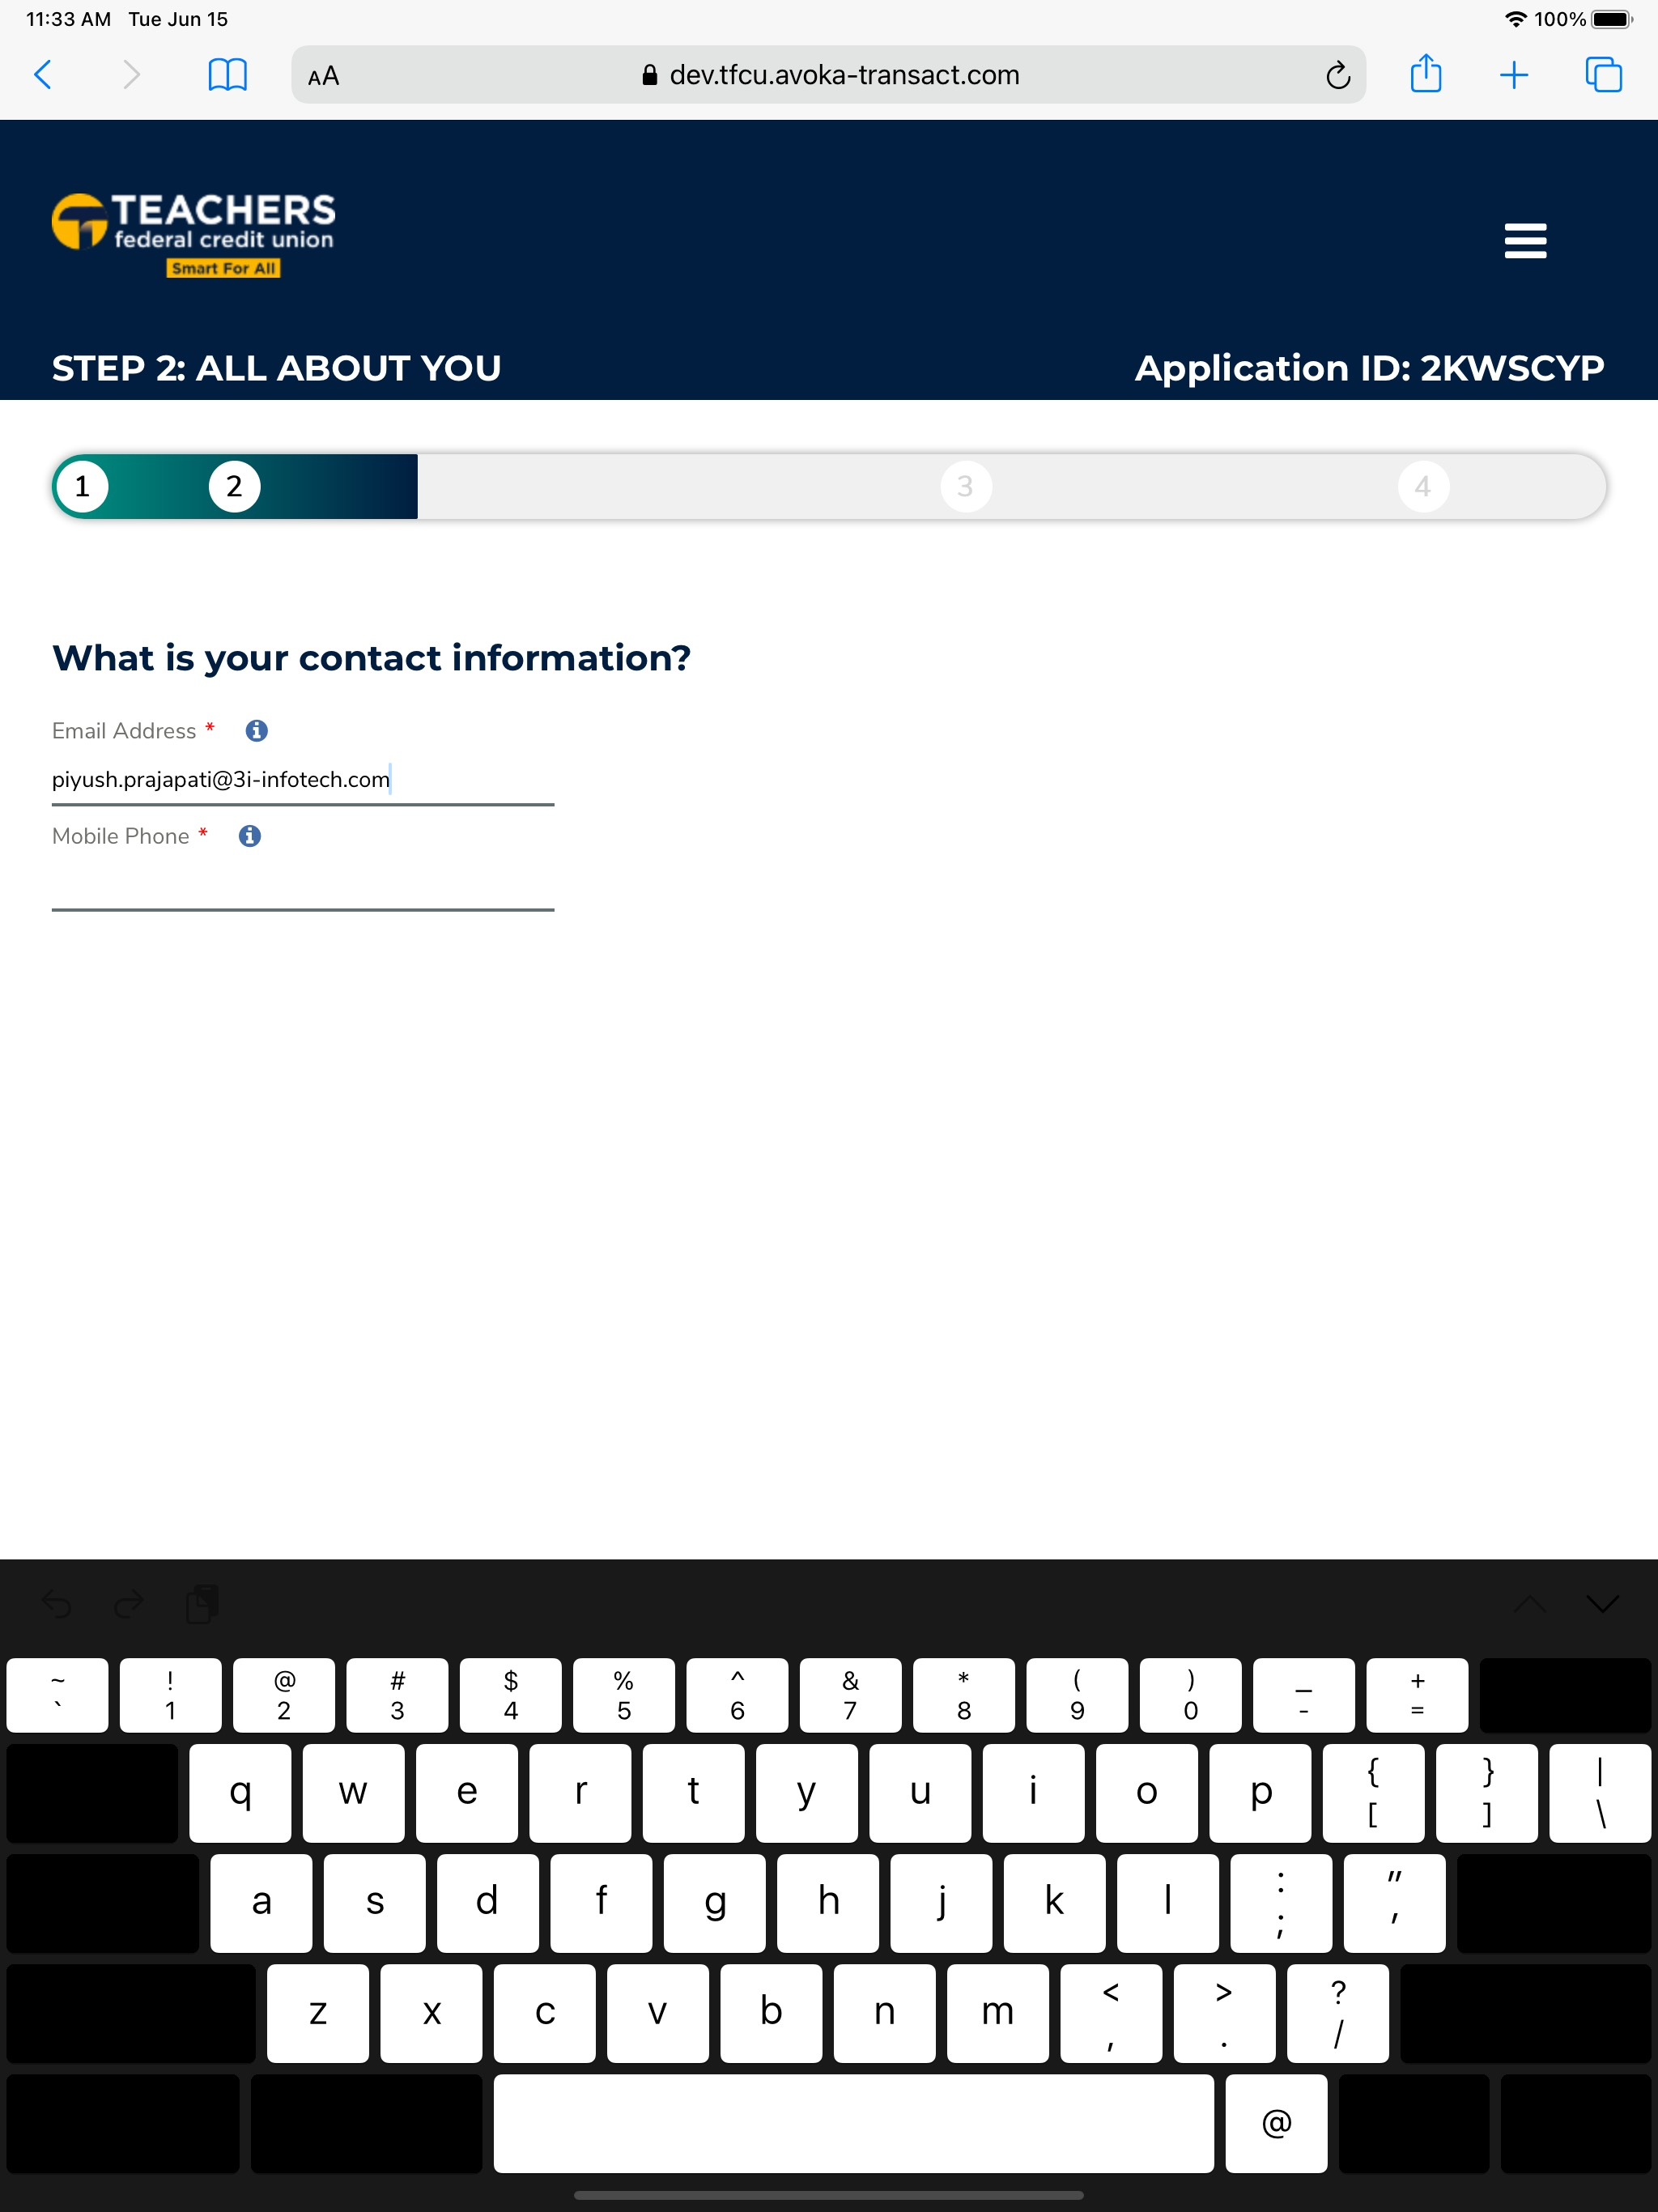 11:33 AM Tue Jun 15 100%
AA dev.tfcu.avoka-transact.com
TEACHERS
federal credit union
Smart For All
STEP 2: ALL ABOUT YOU Application ID: 2KWSCYP
1 2 3 4
What is your contact information?
Email Address *
piyush.prajapati@3i-infotech.com
Mobile Phone *
~ ! @ # $ % ^ & * ( ) _ +
` 1 2 3 4 5 6 7 8 9 0 - =
q w e r t y u i o p { } |
[ ] \
a s d f g h j k l : "
; '
z x c v b n m < > ?
, . /
@